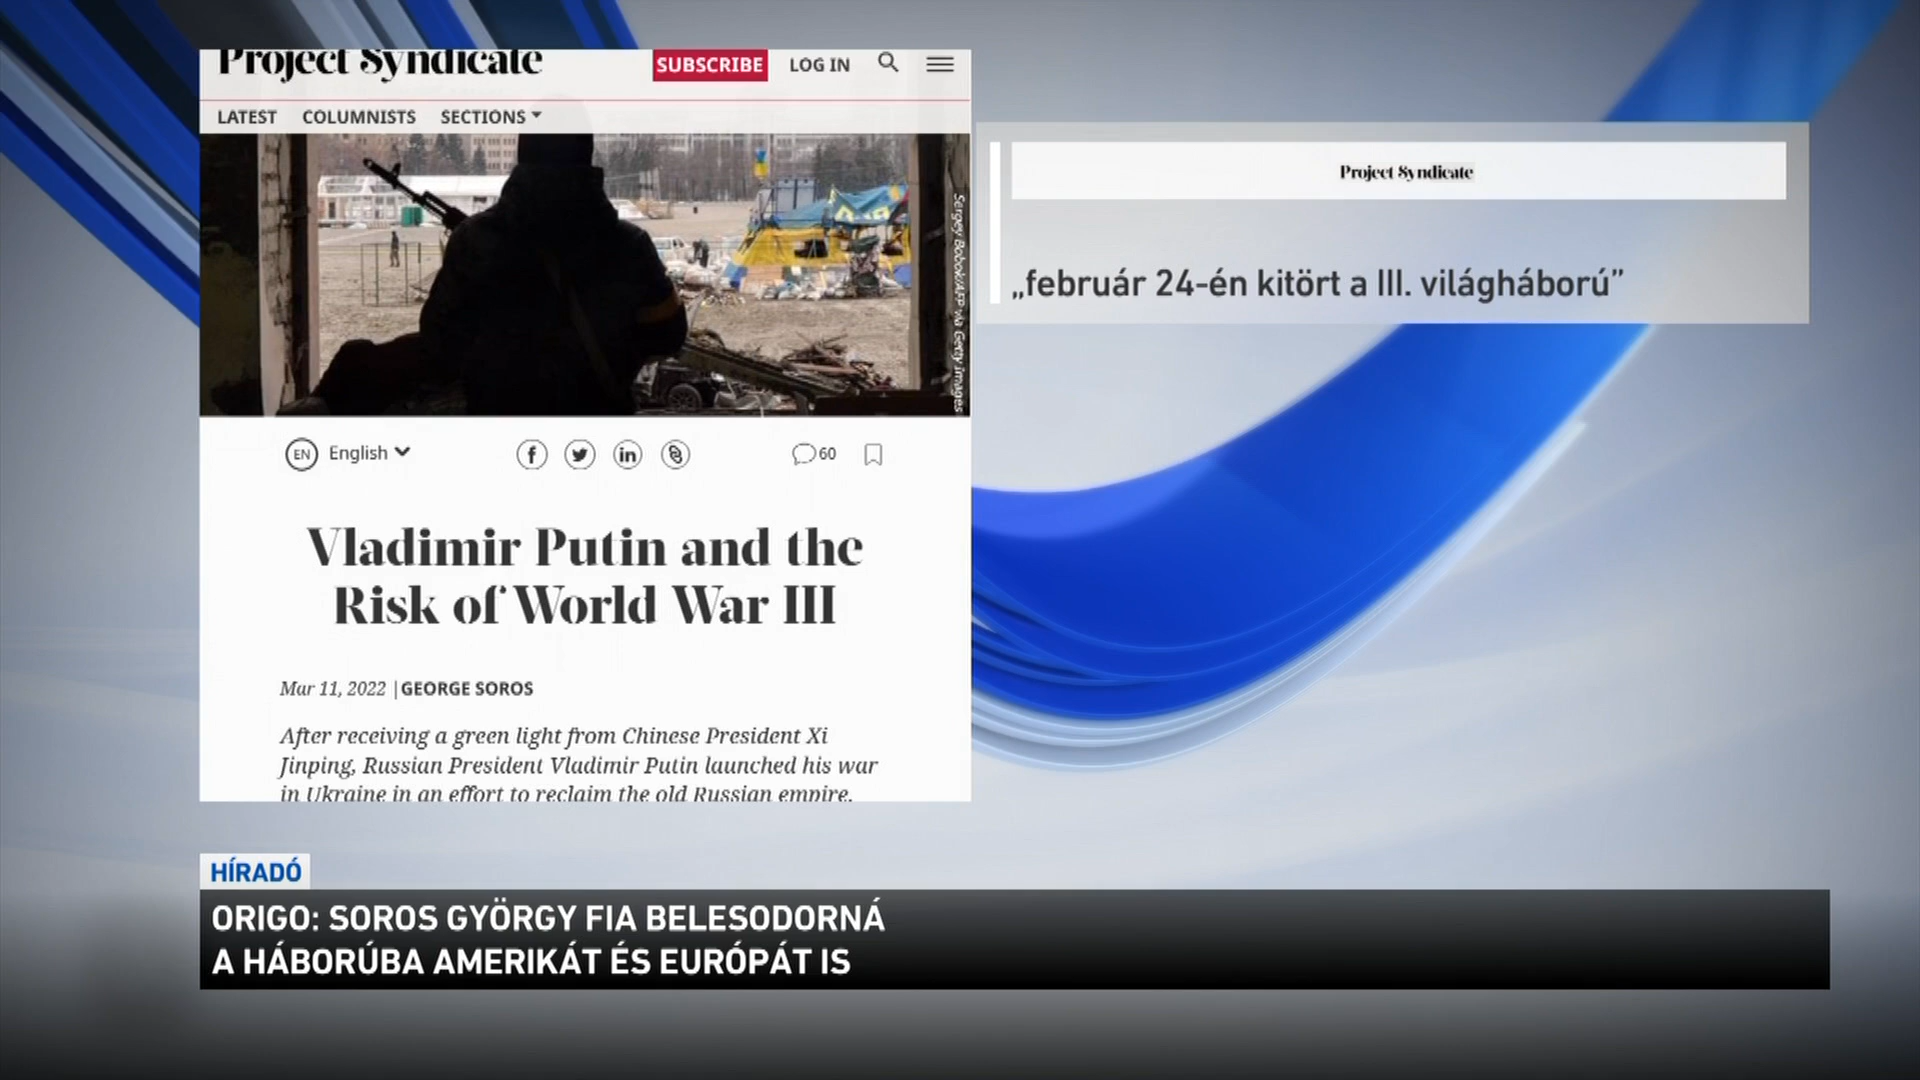 Project Syndicate
SUBSCRIBE LOG IN
LATEST COLUMNISTS SECTIONS
Sergey Bobok/AFP via Getty Images
EN English 60
Vladimir Putin and the
Risk of World War III
Mar 11, 2022 | GEORGE SOROS
After receiving a green light from Chinese President Xi
Jinping, Russian President Vladimir Putin launched his war
in Ukraine in an effort to reclaim the old Russian empire.
Project Syndicate
„február 24-én kitört a III. világháború”
HÍRADÓ
ORIGO: SOROS GYÖRGY FIA BELESODORNÁ
A HÁBORÚBA AMERIKÁT ÉS EURÓPÁT IS